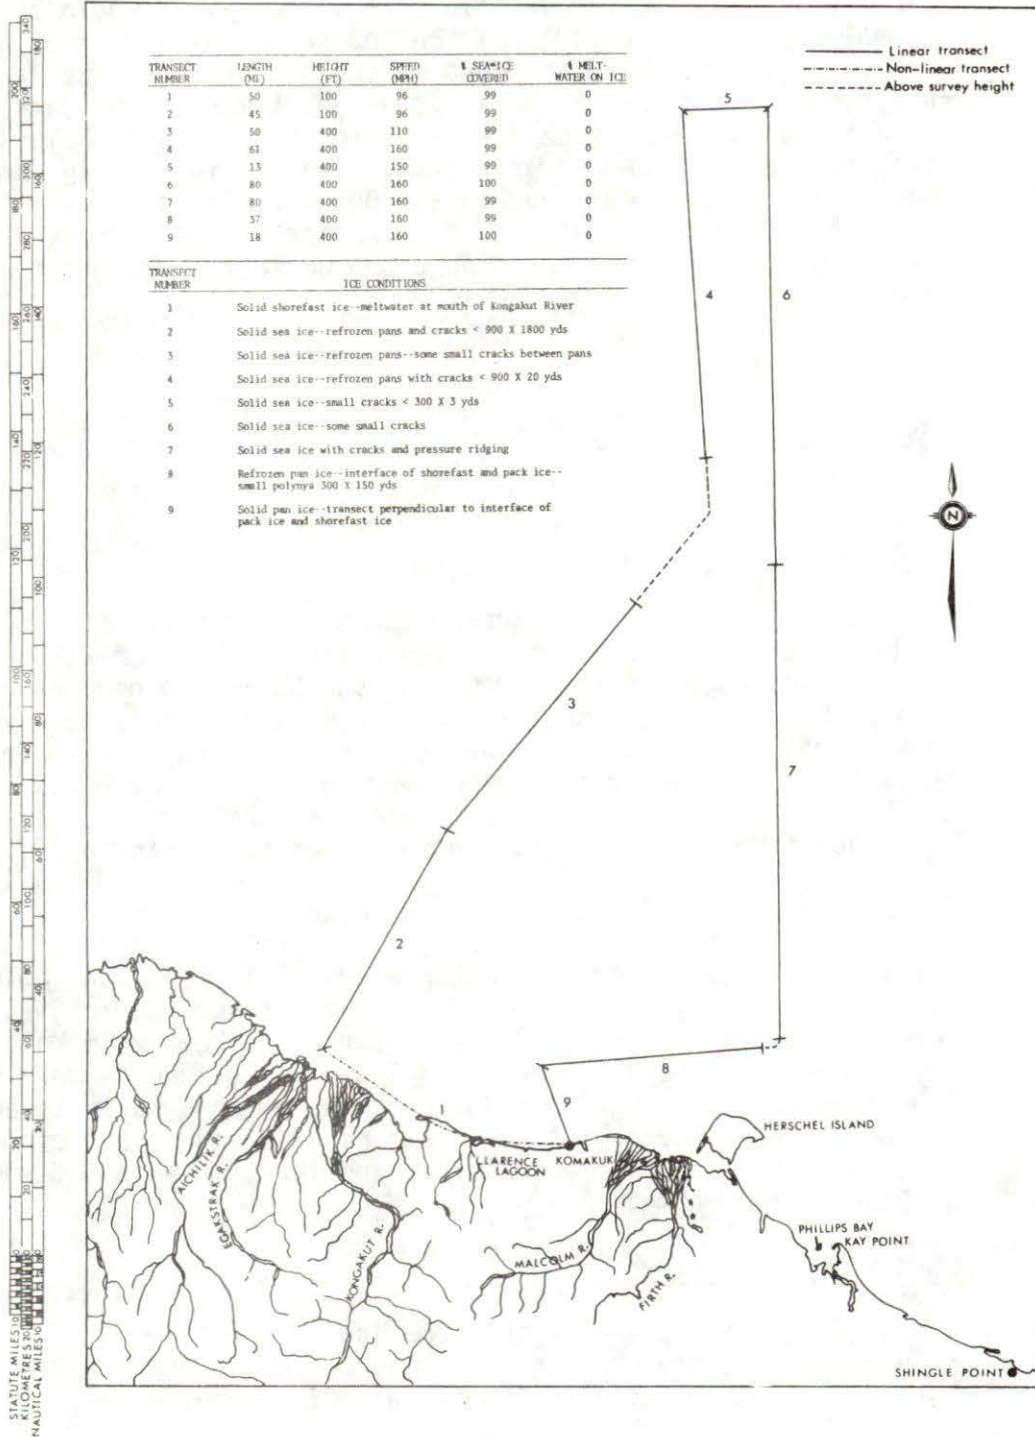 Linear transect
Non-linear transect
Above survey height
TRANSECT NUMBER LENGTH (MI) HEIGHT (FT) SPEED (MPH) % SEA-ICE COVERED % MELT-WATER ON ICE
1 50 100 96 99 0
2 45 100 96 99 0
3 50 400 110 99 0
4 61 400 160 99 0
5 13 400 150 99 0
6 80 400 160 100 0
7 80 400 160 99 0
8 37 400 160 99 0
9 18 400 160 100 0
TRANSECT NUMBER ICE CONDITIONS
1 Solid shorefast ice--meltwater at mouth of Kongakut River
2 Solid sea ice--refrozen pans and cracks < 900 X 1800 yds
3 Solid sea ice--refrozen pans--some small cracks between pans
4 Solid sea ice--refrozen pans with cracks < 900 X 20 yds
5 Solid sea ice--small cracks < 300 X 3 yds
6 Solid sea ice--some small cracks
7 Solid sea ice with cracks and pressure ridging
8 Refrozen pan ice--interface of shorefast and pack ice--
small polynya 300 X 150 yds
9 Solid pan ice--transect perpendicular to interface of
pack ice and shorefast ice
5
4
6
N
3
7
2
8
1
9
HERSCHEL ISLAND
LARENCE
LAGOON
KOMAKUK
AICHILIK R.
EGAKSTRAK R.
KONGAKUT R.
MALCOLM R.
FIRTH R.
PHILLIPS BAY
KAY POINT
SHINGLE POINT
STATUTE MILES
KILOMETRES
NAUTICAL MILES